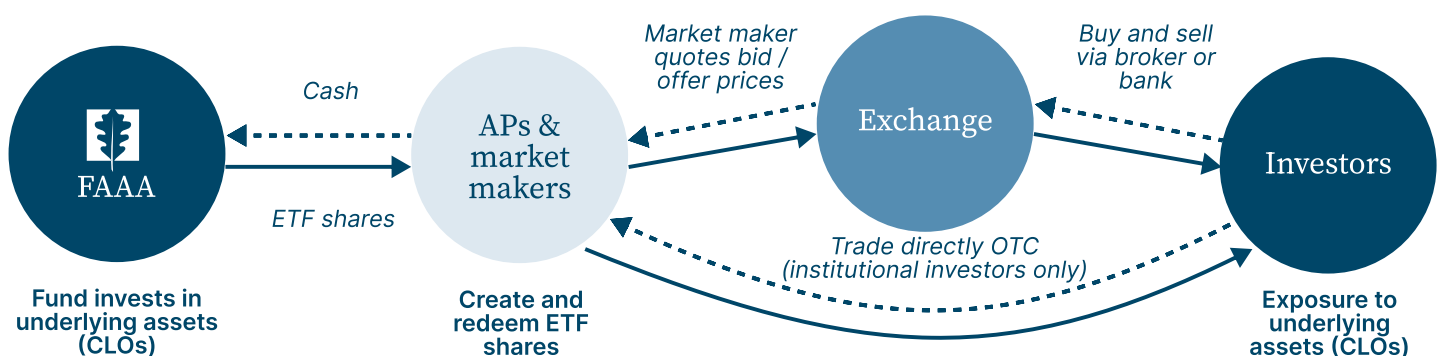 FAAA
Fund invests in
underlying assets
(CLOs)
Cash
ETF shares
APs &
market
makers
Create and
redeem ETF
shares
Market maker
quotes bid /
offer prices
Exchange
Trade directly OTC
(institutional investors only)
Buy and sell
via broker or
bank
Investors
Exposure to
underlying
assets (CLOs)